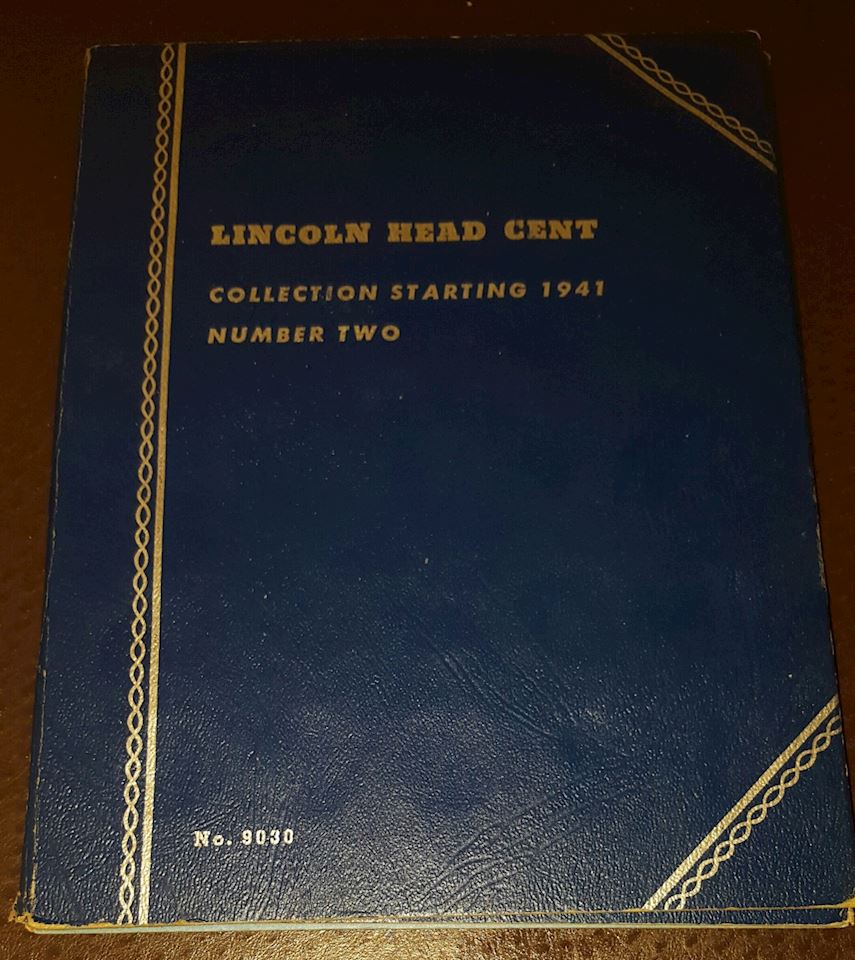 LINCOLN HEAD CENT
COLLECTION STARTING 1941
NUMBER TWO
No. 9030